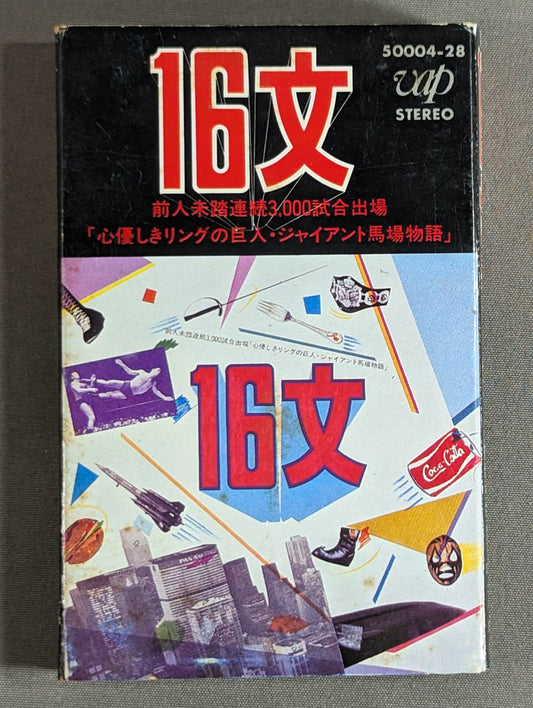 16文
50004-28
vap
STEREO
前人未踏連続3,000試合出場
「心優しきリングの巨人・ジャイアント馬場物語」
前人未踏連続3,000試合出場「心優しきリングの巨人・ジャイアント馬場物語」
16文
Coca-Cola
PAN AM